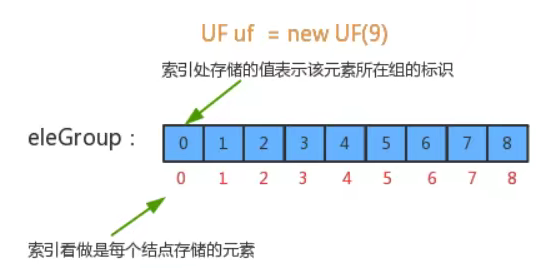 UF uf = new UF(9)
索引处存储的值表示该元素所在组的标识
eleGroup： 0 1 2 3 4 5 6 7 8
0 1 2 3 4 5 6 7 8
索引看做是每个结点存储的元素